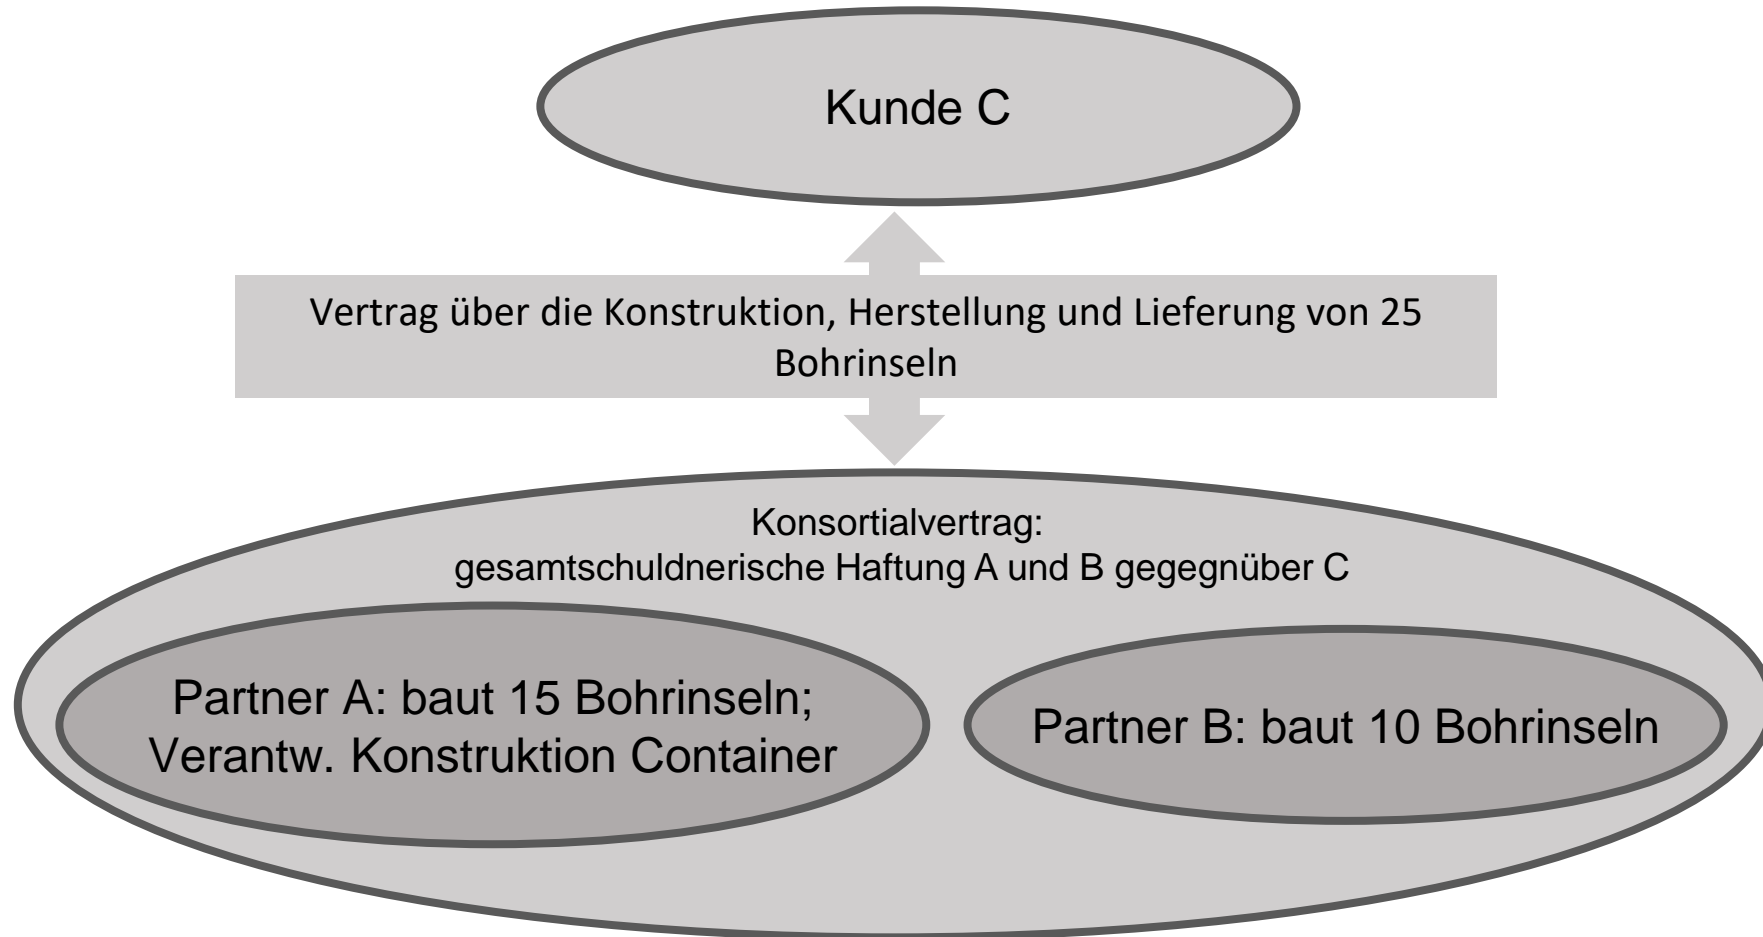 Kunde C
Vertrag über die Konstruktion, Herstellung und Lieferung von 25
Bohrinseln
Konsortialvertrag:
gesamtschuldnerische Haftung A und B gegegnüber C
Partner A: baut 15 Bohrinseln;
Verantw. Konstruktion Container
Partner B: baut 10 Bohrinseln